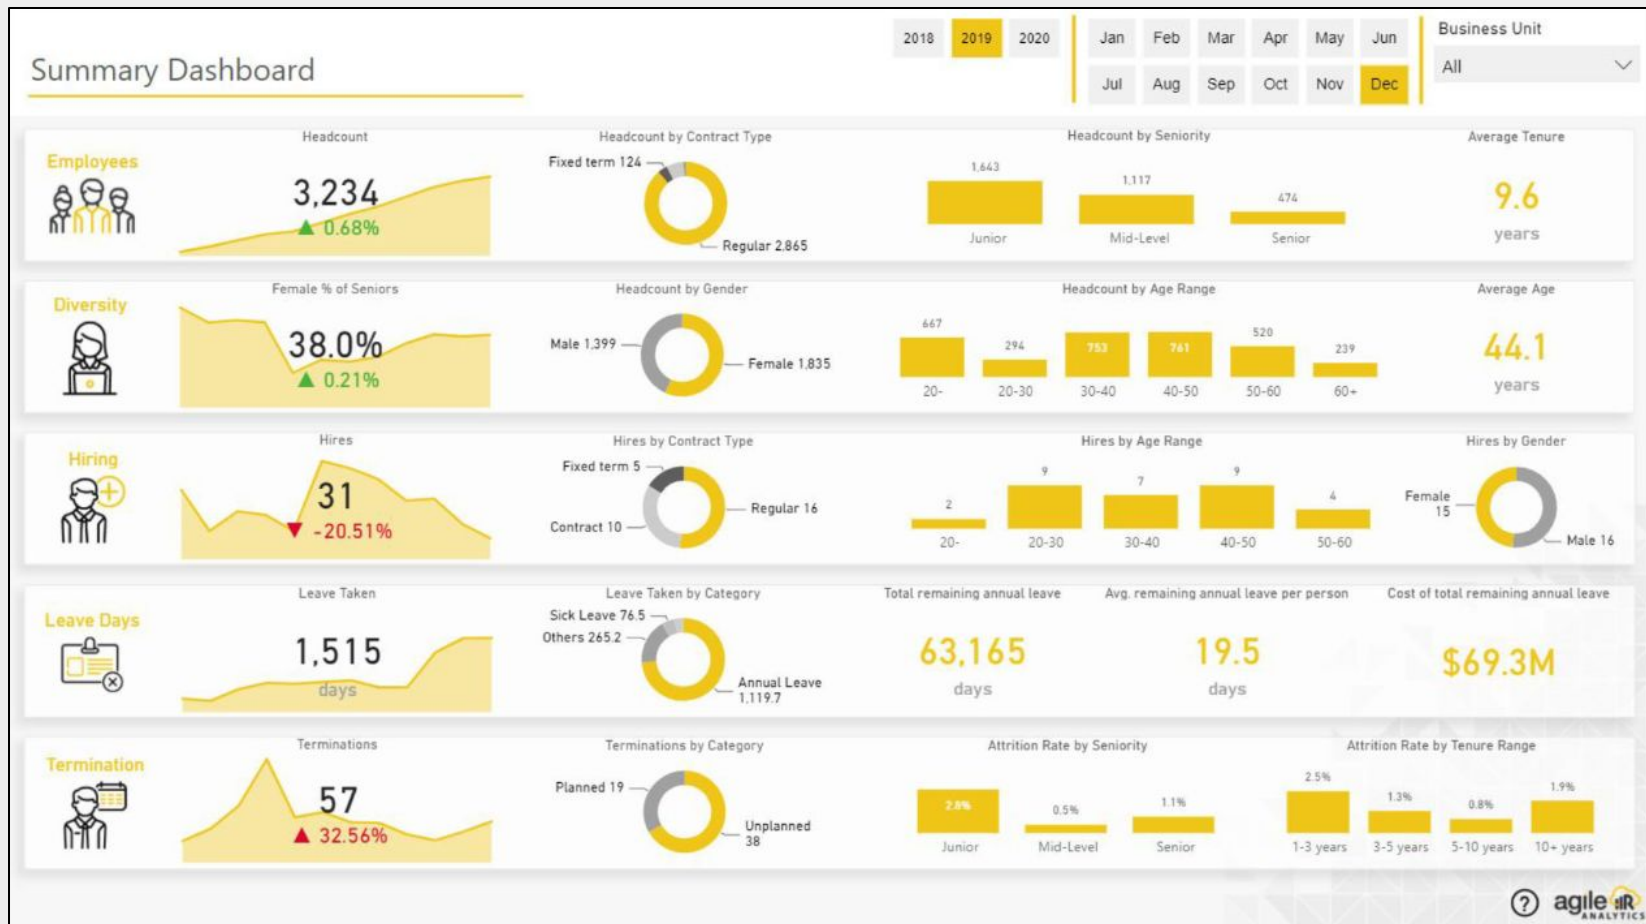 Summary Dashboard
2018 2019 2020
Jan Feb Mar Apr May Jun
Jul Aug Sep Oct Nov Dec
Business Unit
All
Employees
Headcount
3,234
▲ 0.68%
Headcount by Contract Type
Fixed term 124
Regular 2,865
Headcount by Seniority
1,643 1,117 474
Junior Mid-Level Senior
Average Tenure
9.6
years
Diversity
Female % of Seniors
38.0%
▲ 0.21%
Headcount by Gender
Male 1,399
Female 1,835
Headcount by Age Range
667 294 753 761 520 239
20- 20-30 30-40 40-50 50-60 60+
Average Age
44.1
years
Hiring
Hires
31
▼ -20.51%
Hires by Contract Type
Fixed term 5
Regular 16
Contract 10
Hires by Age Range
2 9 7 9 4
20- 20-30 30-40 40-50 50-60
Hires by Gender
Female
15
Male 16
Leave Days
Leave Taken
1,515
days
Leave Taken by Category
Sick Leave 76.5
Others 265.2
Annual Leave
1,119.7
Total remaining annual leave
63,165
days
Avg. remaining annual leave per person
19.5
days
Cost of total remaining annual leave
$69.3M
Termination
Terminations
57
▲ 32.56%
Terminations by Category
Planned 19
Unplanned
38
Attrition Rate by Seniority
2.8% 0.5% 1.1%
Junior Mid-Level Senior
Attrition Rate by Tenure Range
2.5% 1.3% 0.8% 1.9%
1-3 years 3-5 years 5-10 years 10+ years
? agile HR
ANALYTICS